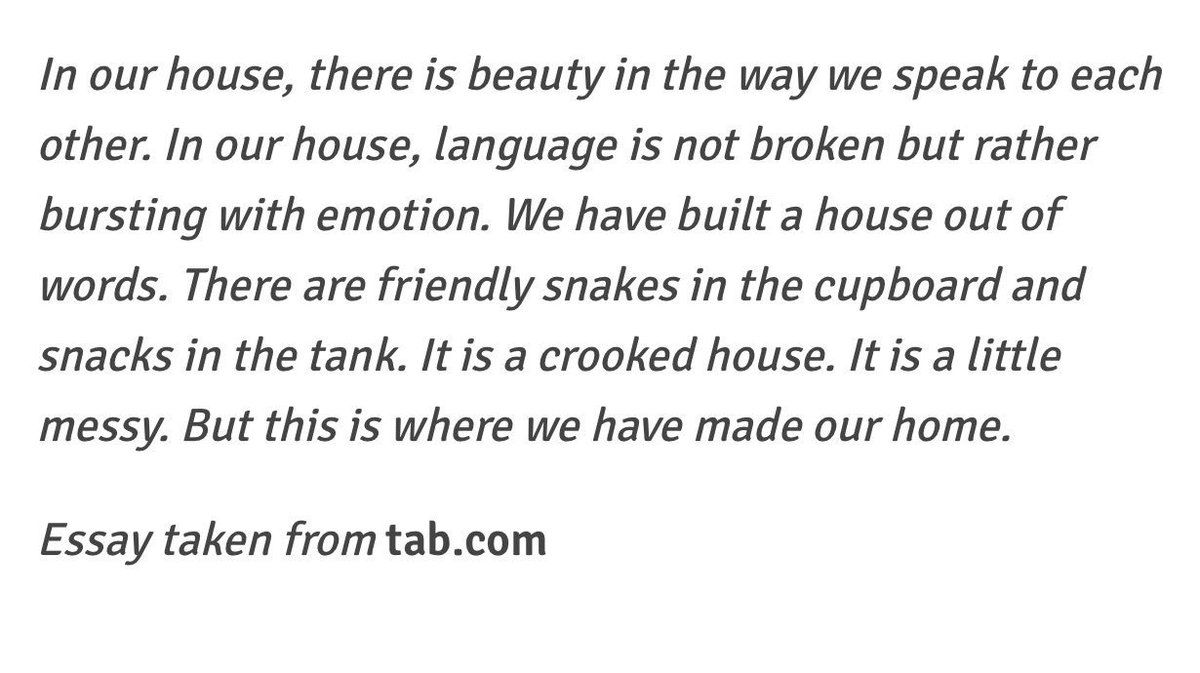 In our house, there is beauty in the way we speak to each
other. In our house, language is not broken but rather
bursting with emotion. We have built a house out of
words. There are friendly snakes in the cupboard and
snacks in the tank. It is a crooked house. It is a little
messy. But this is where we have made our home.
Essay taken from tab.com